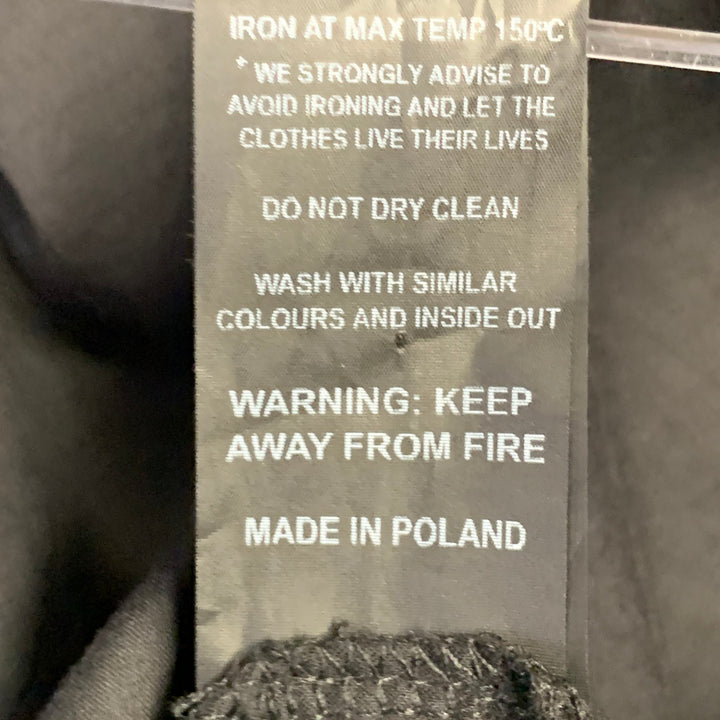 IRON AT MAX TEMP 150ºC
* WE STRONGLY ADVISE TO
AVOID IRONING AND LET THE
CLOTHES LIVE THEIR LIVES
DO NOT DRY CLEAN
WASH WITH SIMILAR
COLOURS AND INSIDE OUT
WARNING: KEEP
AWAY FROM FIRE
MADE IN POLAND